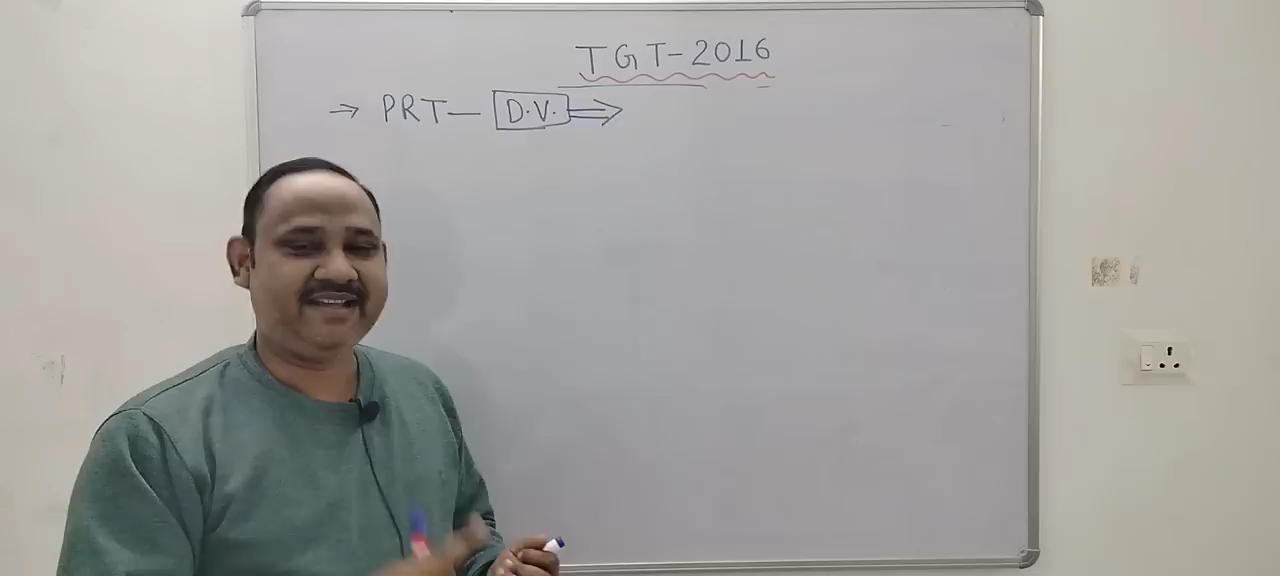 TGT-2016
→ PRT— D.V. ⇒